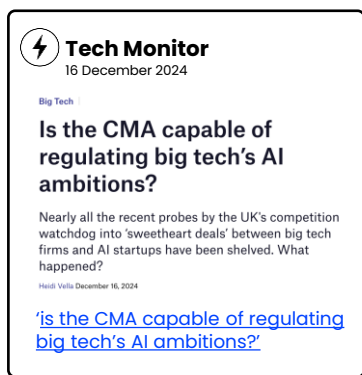 Tech Monitor
16 December 2024
Big Tech
Is the CMA capable of
regulating big tech's AI
ambitions?
Nearly all the recent probes by the UK's competition
watchdog into 'sweetheart deals' between big tech
firms and AI startups have been shelved. What
happened?
Heidi Vella December 16, 2024
‘is the CMA capable of regulating
big tech’s AI ambitions?’